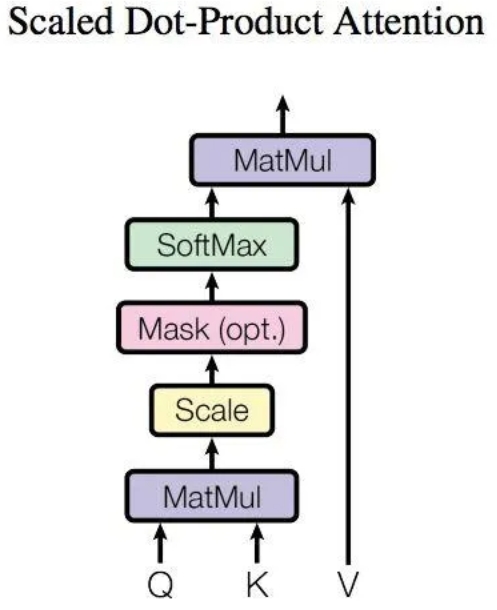 Scaled Dot-Product Attention
MatMul
SoftMax
Mask (opt.)
Scale
MatMul
Q K V